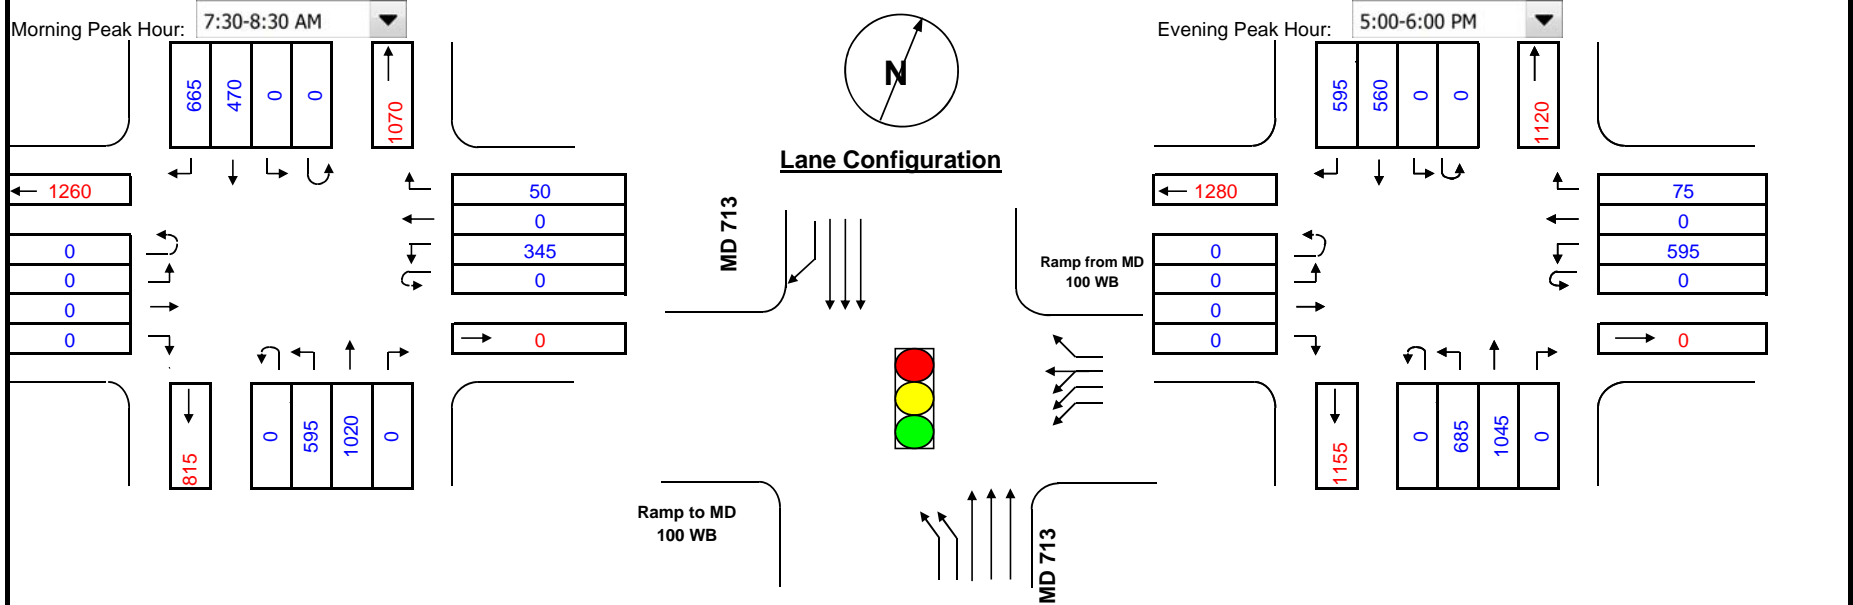 Morning Peak Hour: 7:30-8:30 AM
665 470 0 0 1070
1260
0
0
0
0
50
0
345
0
0
815
0 595 1020 0
N
Lane Configuration
MD 713
Ramp from MD
100 WB
Ramp to MD
100 WB
MD 713
Evening Peak Hour: 5:00-6:00 PM
595 560 0 0 1120
1280
0
0
0
0
75
0
595
0
0
1155
0 685 1045 0